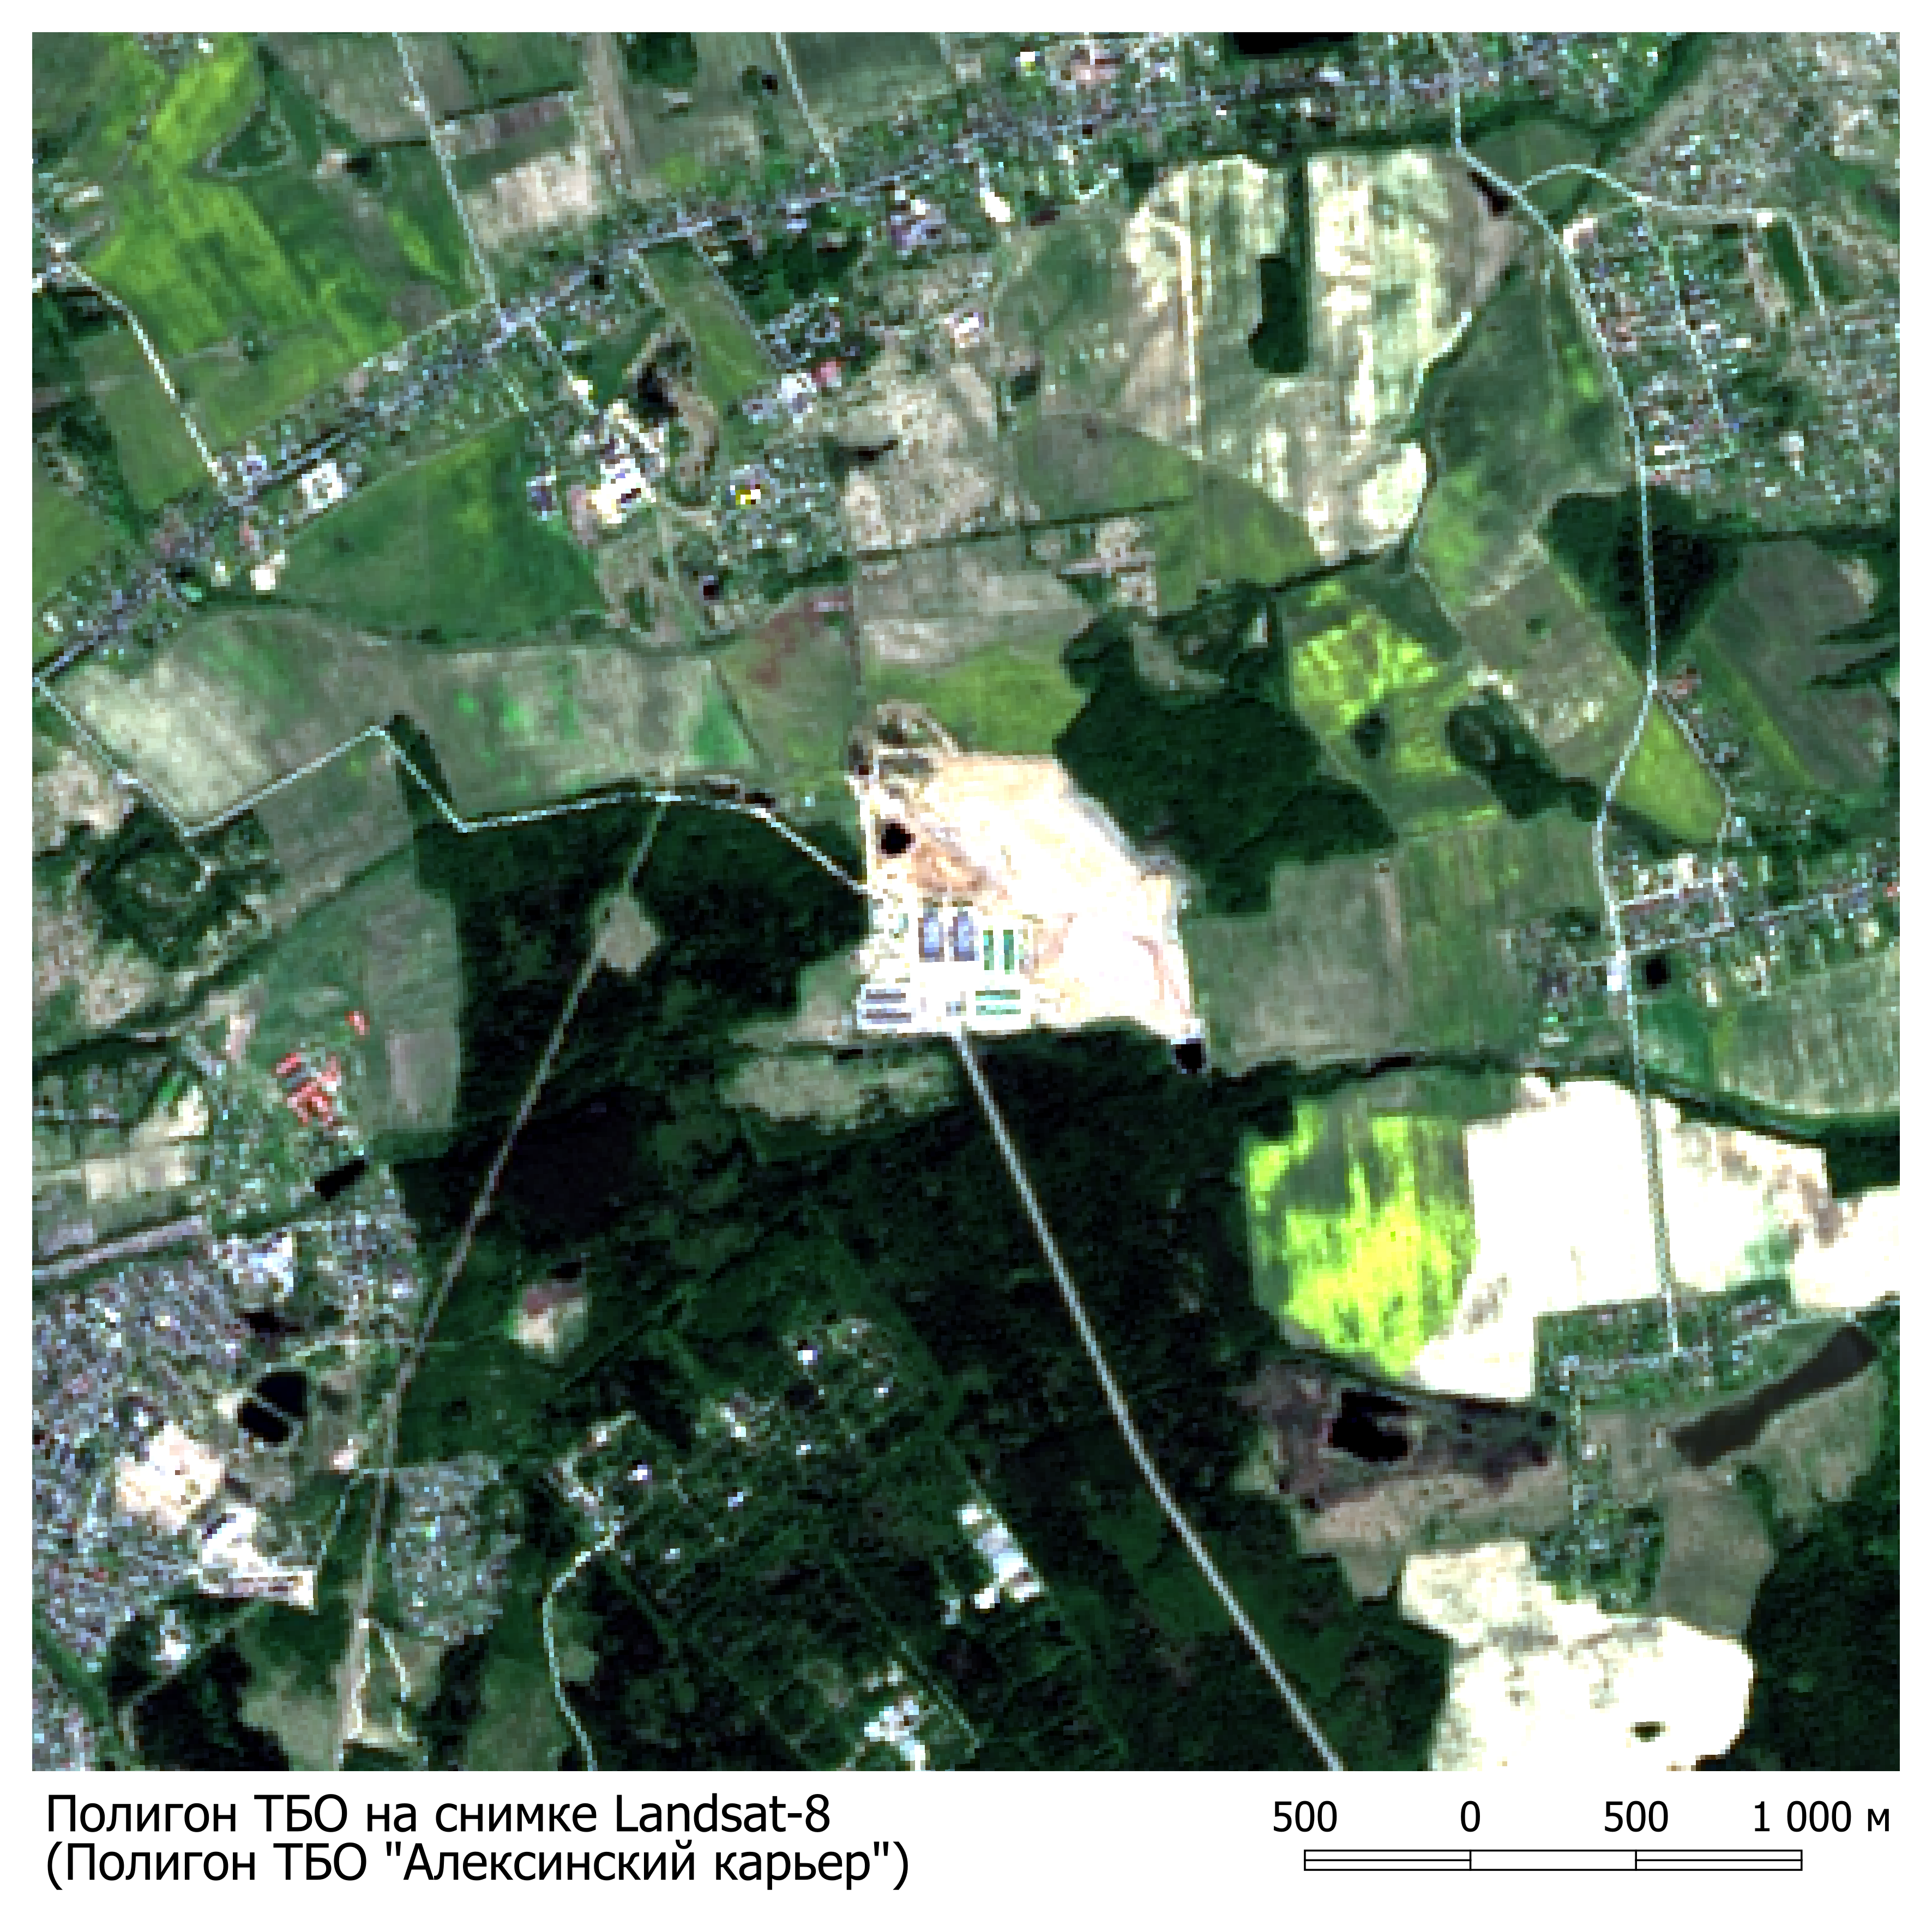 Полигон ТБО на снимке Landsat-8
(Полигон ТБО "Алексинский карьер")
500 0 500 1 000 м